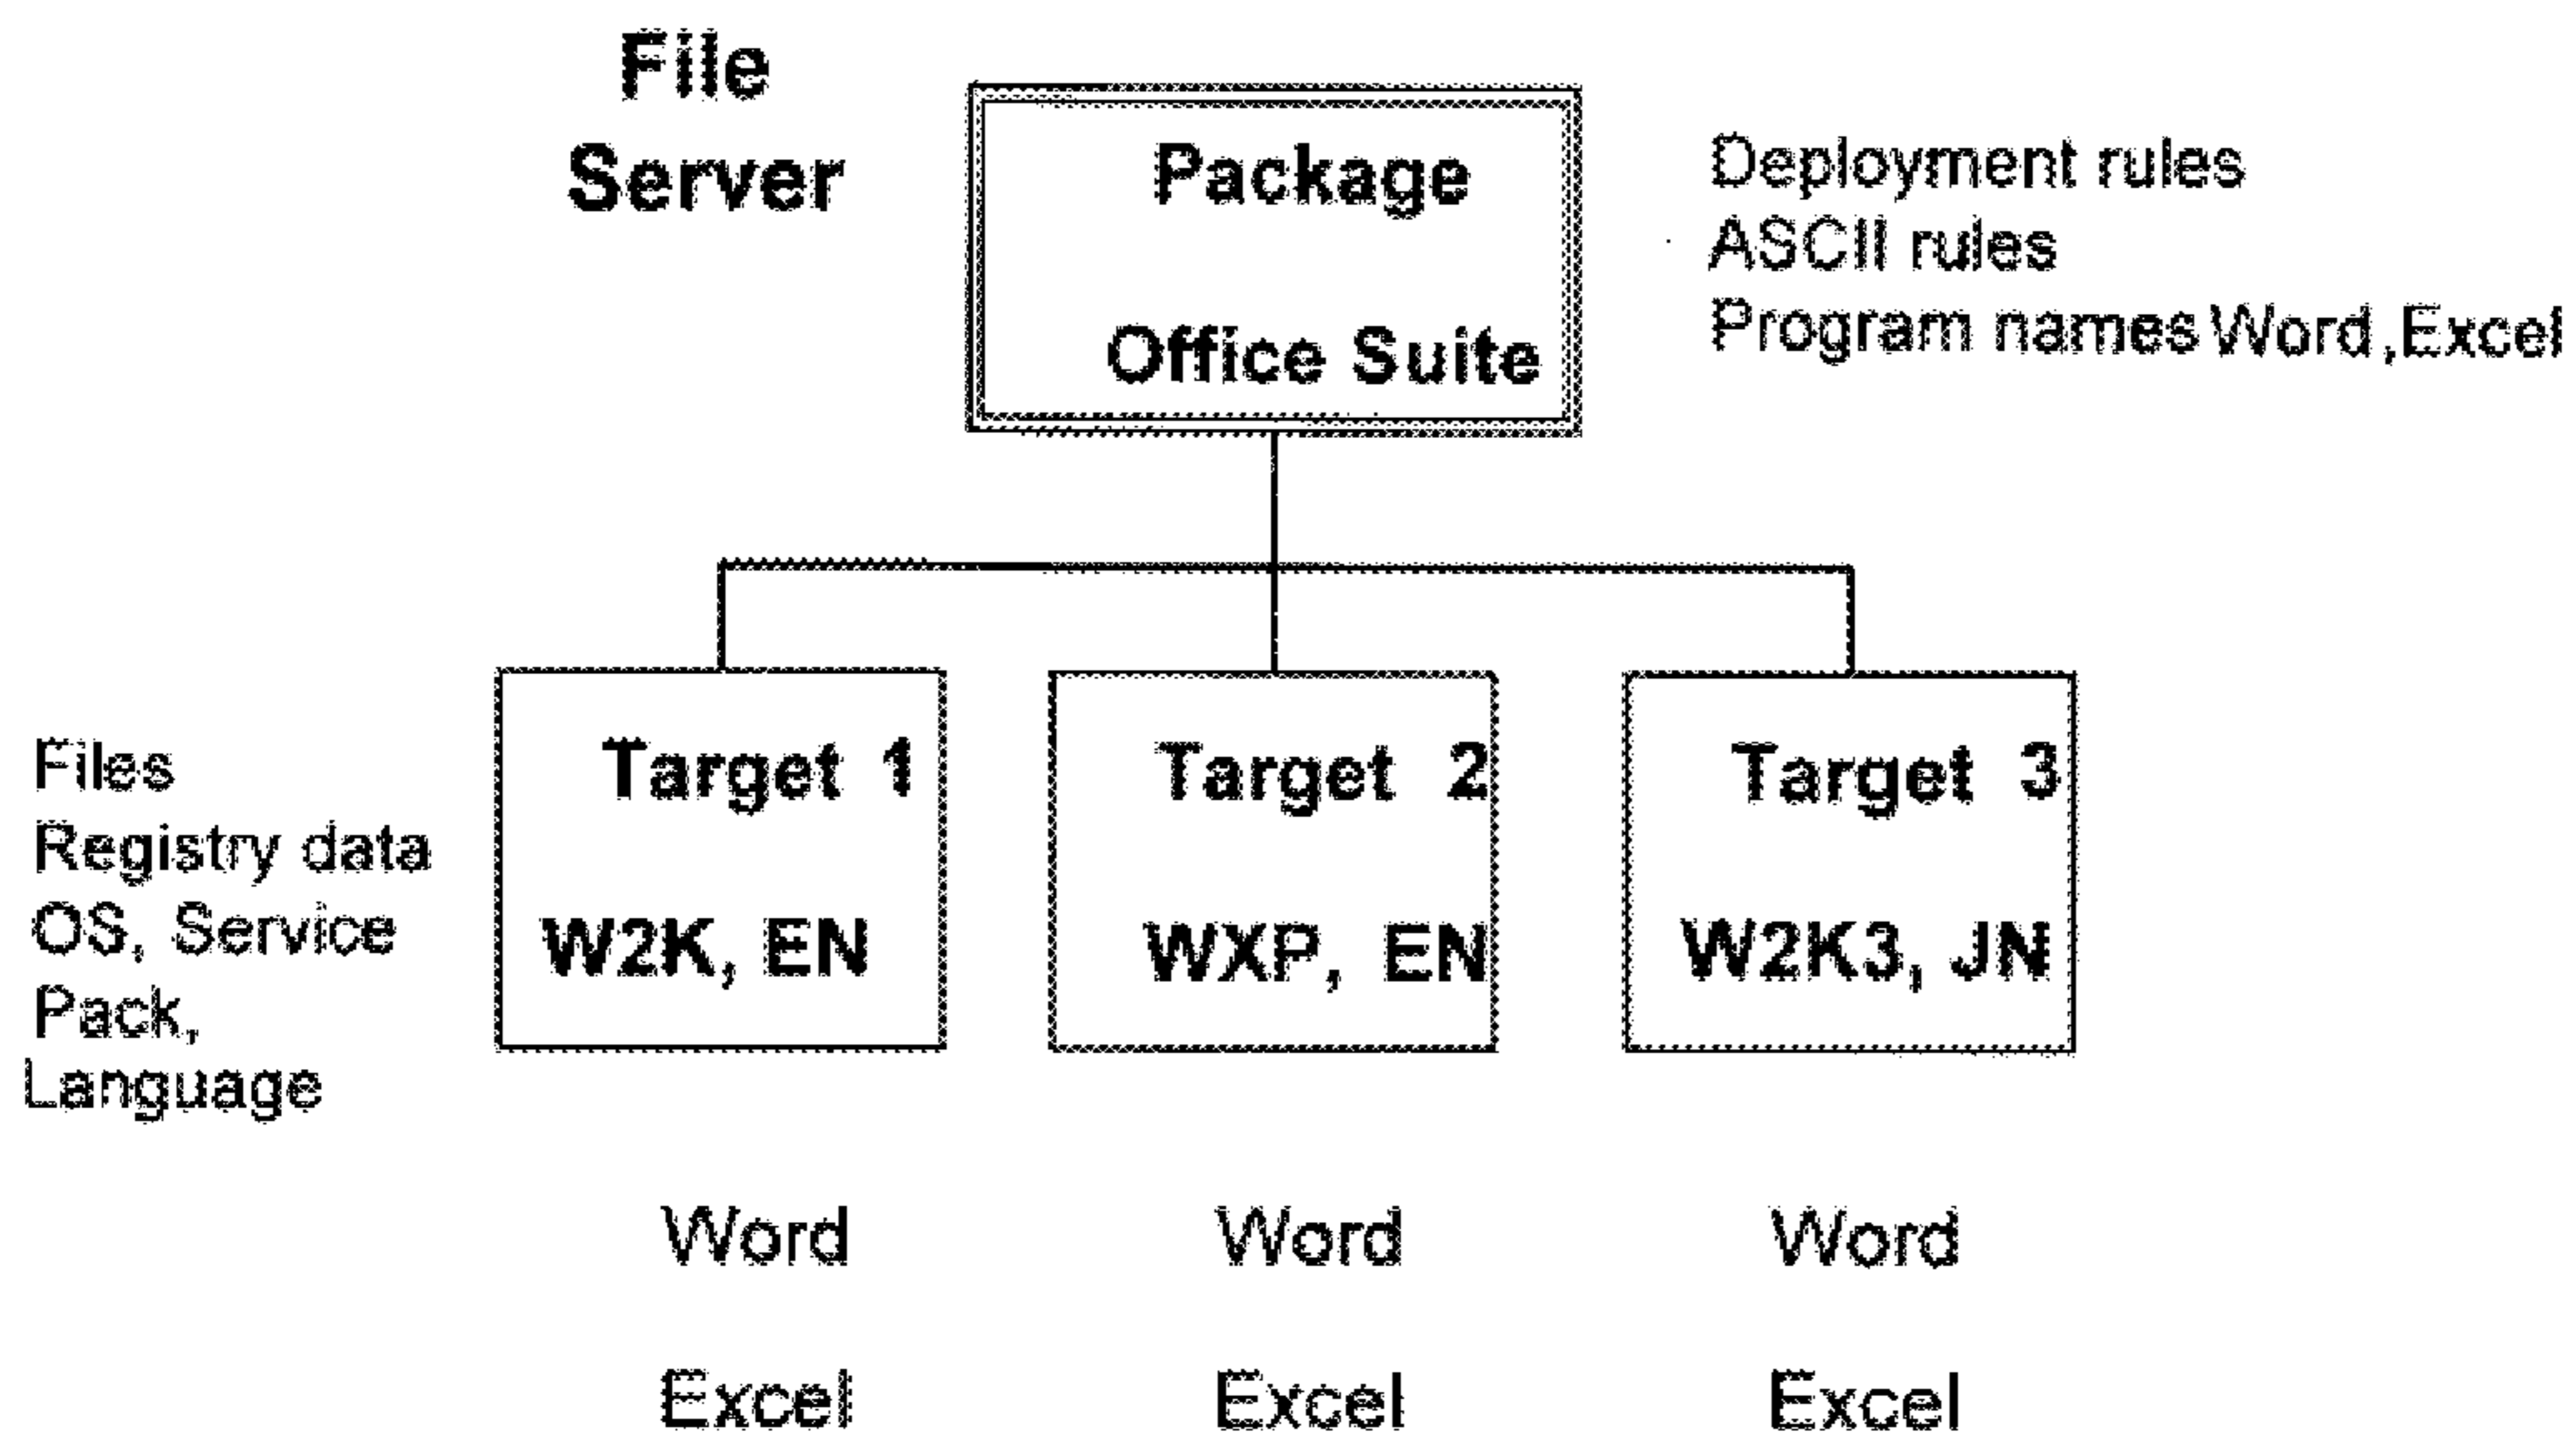 File
Server
Package
Office Suite
Deployment rules
ASCII rules
Program names Word ,Excel
Files
Registry data
OS, Service
Pack,
Language
Target 1
W2K, EN
Target 2
WXP, EN
Target 3
W2K3, JN
Word
Excel
Word
Excel
Word
Excel